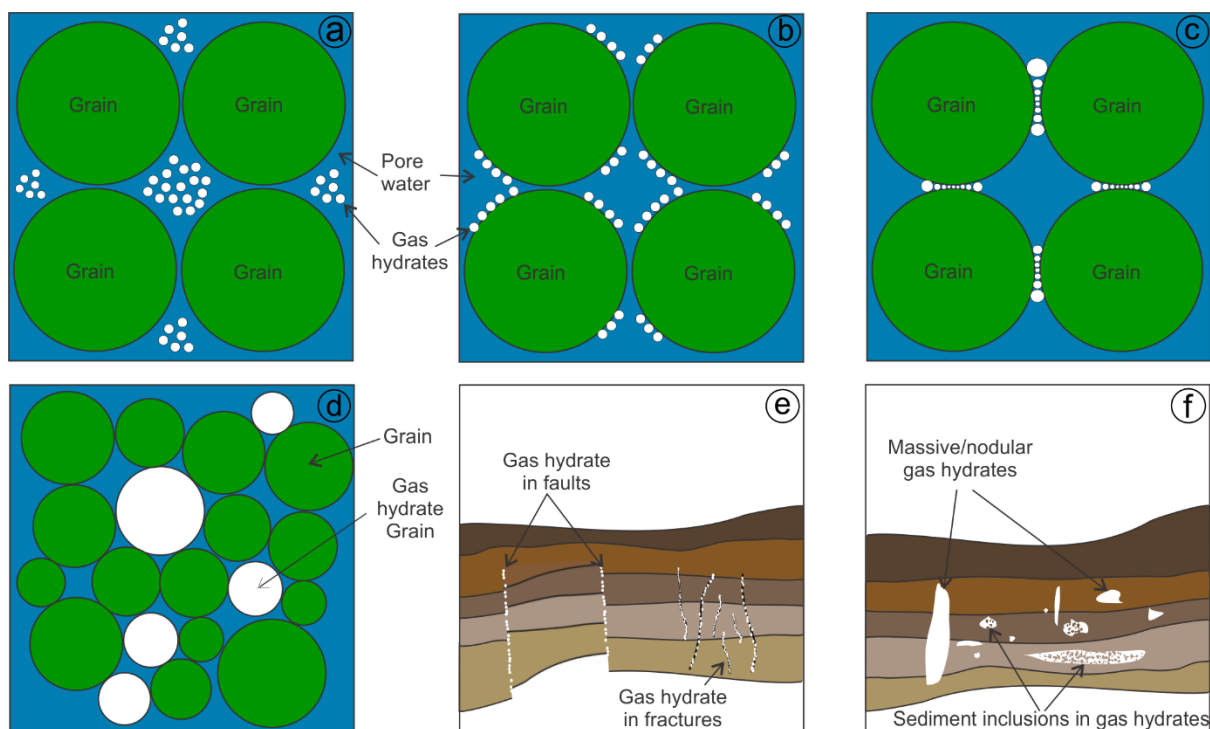 a
Grain
Grain
Grain
Grain
Pore
water
Gas
hydrates
b
Grain
Grain
Grain
Grain
c
Grain
Grain
Grain
Grain
d
Grain
Gas
hydrate
Grain
e
Gas hydrate
in faults
Gas hydrate
in fractures
f
Massive/nodular
gas hydrates
Sediment inclusions in gas hydrates